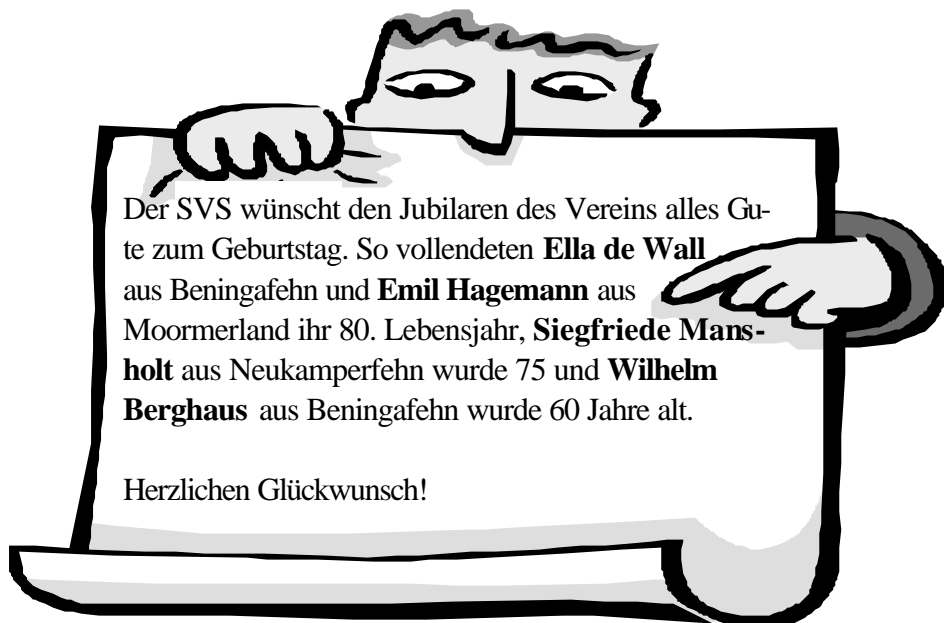 Der SVS wünscht den Jubilaren des Vereins alles Gu-
te zum Geburtstag. So vollendeten Ella de Wall
aus Beningafehn und Emil Hagemann aus
Moormerland ihr 80. Lebensjahr, Siegfriede Mans-
holt aus Neukamperfehn wurde 75 und Wilhelm
Berghaus aus Beningafehn wurde 60 Jahre alt.
Herzlichen Glückwunsch!